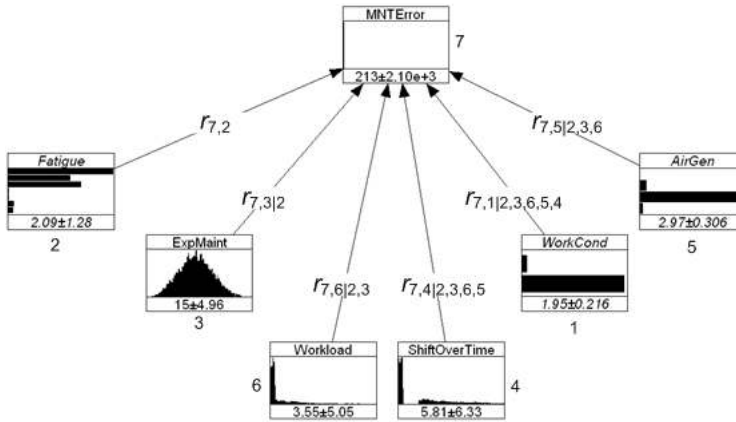 MNTError
7
213±2.10e+3
r7,2
r7,5|2,3,6
Fatigue
AirGen
r7,3|2
r7,1|2,3,6,5,4
2.09±1.28
2.97±0.306
2
ExpMaint
WorkCond
5
r7,6|2,3
r7,4|2,3,6,5
15±4.96
1.95±0.216
3
1
Workload
ShiftOverTime
6
4
3.55±5.05
5.81±6.33